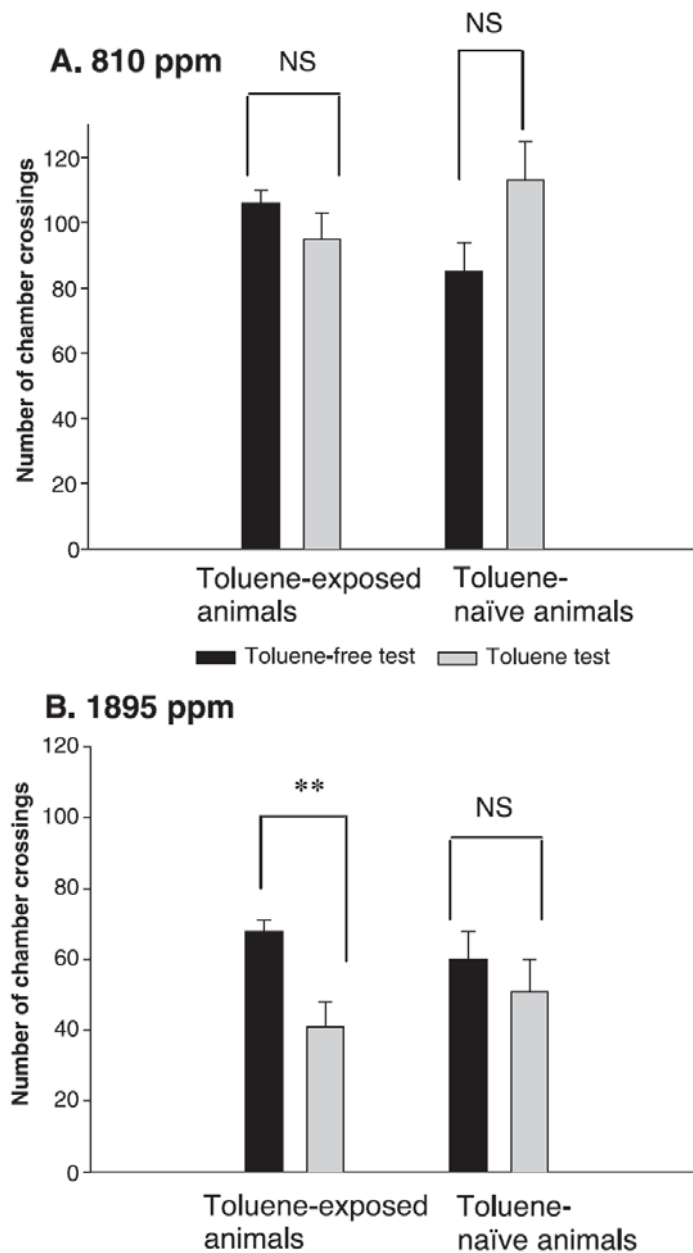 A. 810 ppm
NS
NS
Number of chamber crossings
120
100
80
60
40
20
0
Toluene-exposed
animals
Toluene-
naïve animals
Toluene-free test
Toluene test
B. 1895 ppm
Number of chamber crossings
120
100
80
60
40
20
0
**
NS
Toluene-exposed
animals
Toluene-
naïve animals